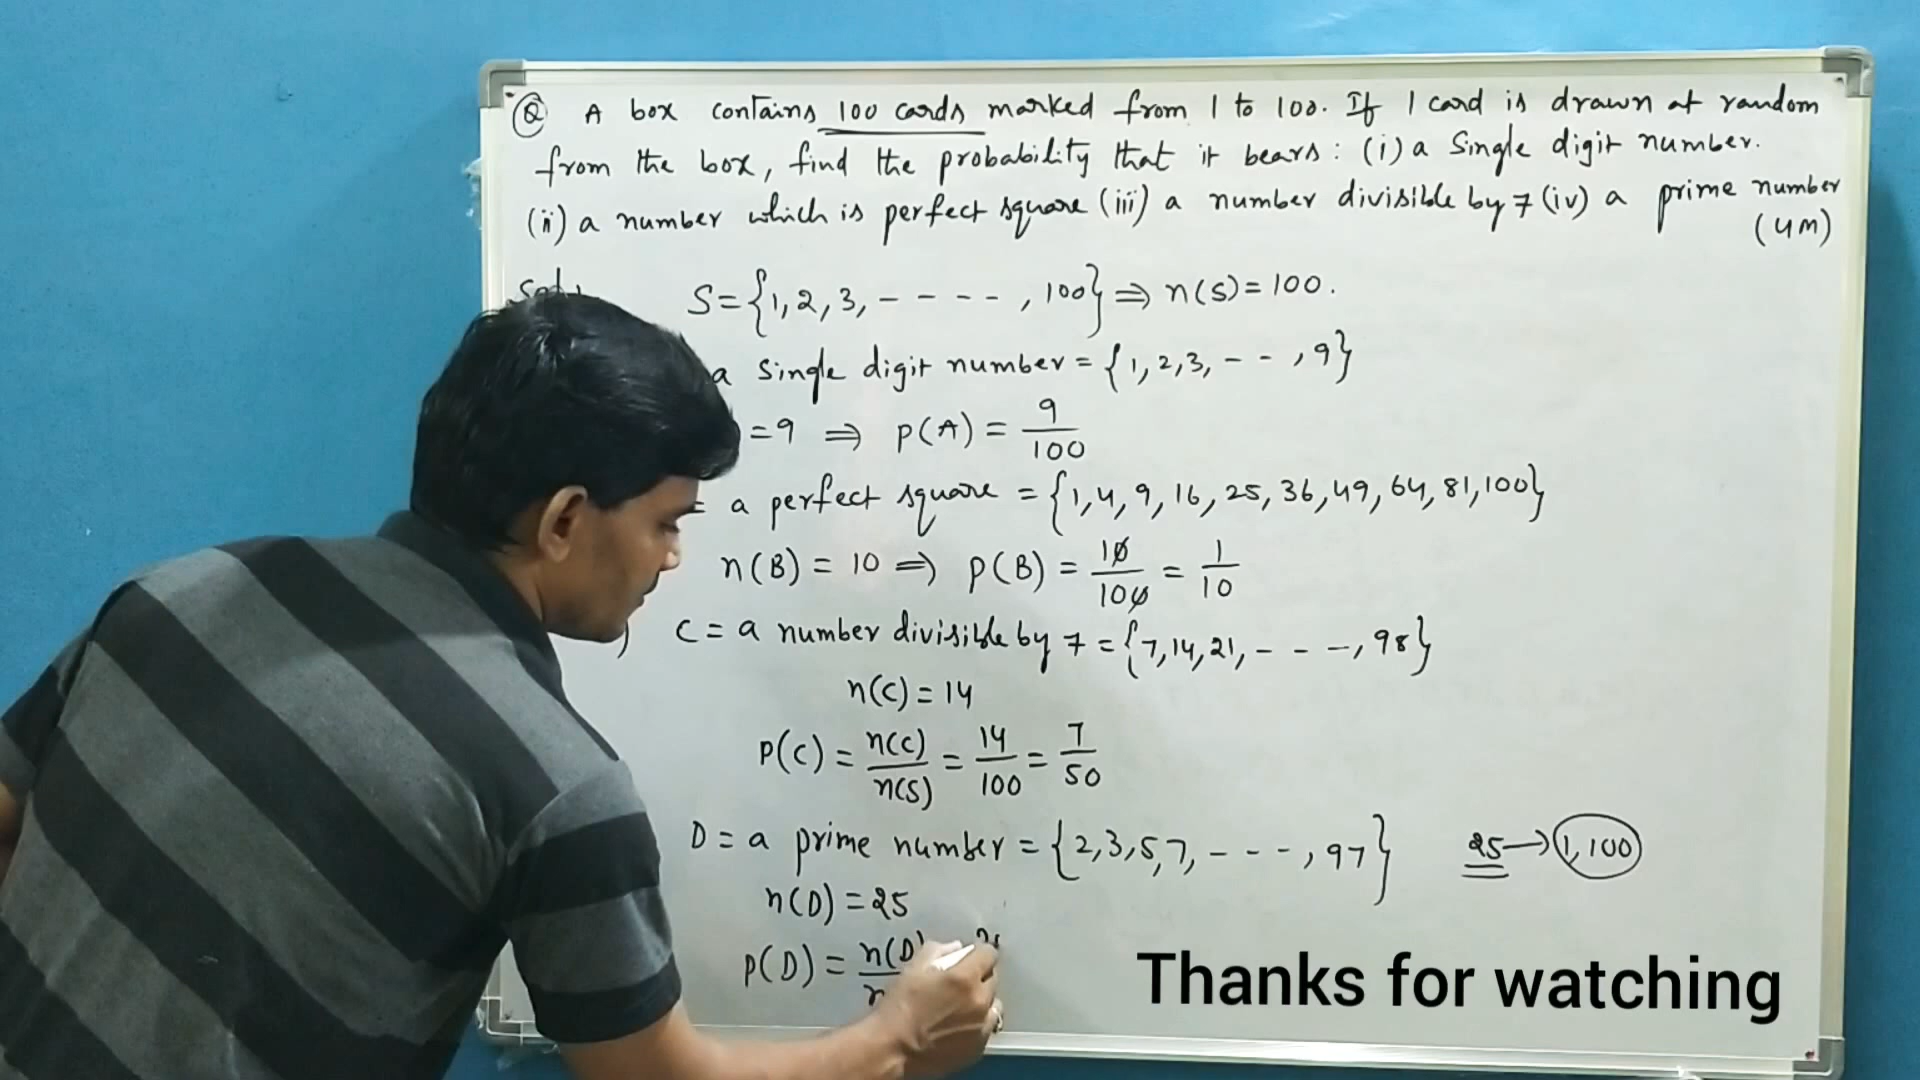 Q A box contains 100 cards marked from 1 to 100. If 1 card is drawn at random
from the box, find the probability that it bears: (i) a single digit number.
(ii) a number which is perfect square (iii) a number divisible by 7 (iv) a prime number
(4M)
S={1,2,3,- - - - ,100} ⇒ n(S)=100.
a single digit number = {1,2,3,- - ,9}
) =9 ⇒ P(A) = 9/100
= a perfect square = {1,4,9,16,25,36,49,64,81,100}
n(B) = 10 ⇒ P(B) = 10/100 = 1/10
) C = a number divisible by 7 = {7,14,21,- - -,98}
n(C) = 14
P(C) = n(C)/n(S) = 14/100 = 7/50
D = a prime number = {2,3,5,7,- - - ,97} 25→1,100
n(D) = 25
P(D) = n(D)
Thanks for watching